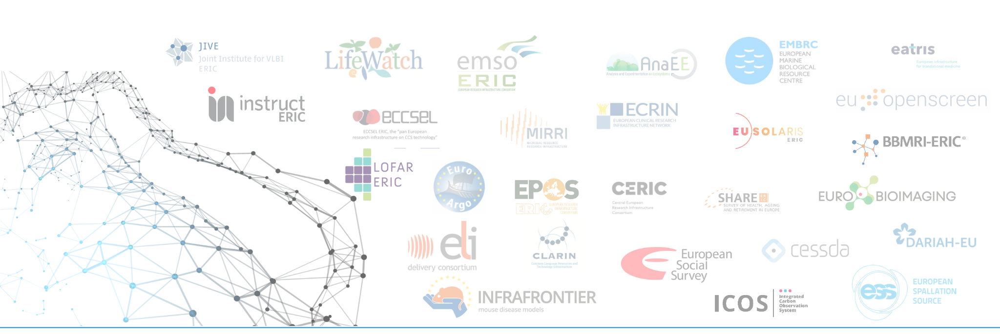 JIVE
Joint Institute for VLBI
ERIC
LifeWatch
emso
ERIC
EUROPEAN RESEARCH INFRASTRUCTURE CONSORTIUM
AnaEE
Analysis and Experimentation on Ecosystems
EMBRC
EUROPEAN
MARINE
BIOLOGICAL
RESOURCE
CENTRE
eatris
European infrastructure
for translational medicine
instruct
ERIC
eccsel
ECCSEL ERIC, the "pan European
research infrastructure on CCS technology"
MIRRI
MICROBIAL RESOURCE
RESEARCH INFRASTRUCTURE
ECRIN
EUROPEAN CLINICAL RESEARCH
INFRASTRUCTURE NETWORK
EUSOLARIS
ERIC
eu openscreen
BBMRI-ERIC®
LOFAR
ERIC
Euro
Argo
EPOS
ERIC
EUROPEAN RESEARCH
INFRASTRUCTURE
CONSORTIUM
CERIC
Central European
Research Infrastructure
Consortium
SHARE
ERIC
SURVEY OF HEALTH, AGEING
AND RETIREMENT IN EUROPE
EURO BIOIMAGING
eli
delivery consortium
CLARIN
Common Language Resources and
Technology Infrastructure
European
Social
Survey
cessda
DARIAH-EU
INFRAFRONTIER
mouse disease models
ICOS
Integrated
Carbon
Observation
System
ess
EUROPEAN
SPALLATION
SOURCE